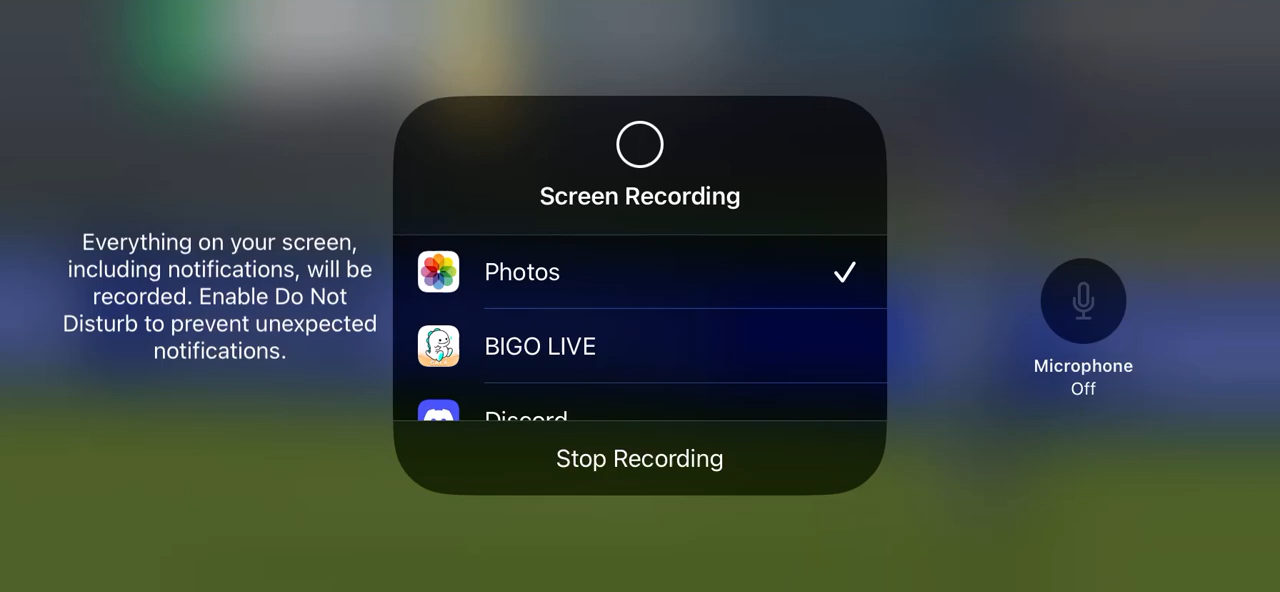 Screen Recording
Everything on your screen,
including notifications, will be
recorded. Enable Do Not
Disturb to prevent unexpected
notifications.
Photos
BIGO LIVE
Discord
Stop Recording
Microphone
Off